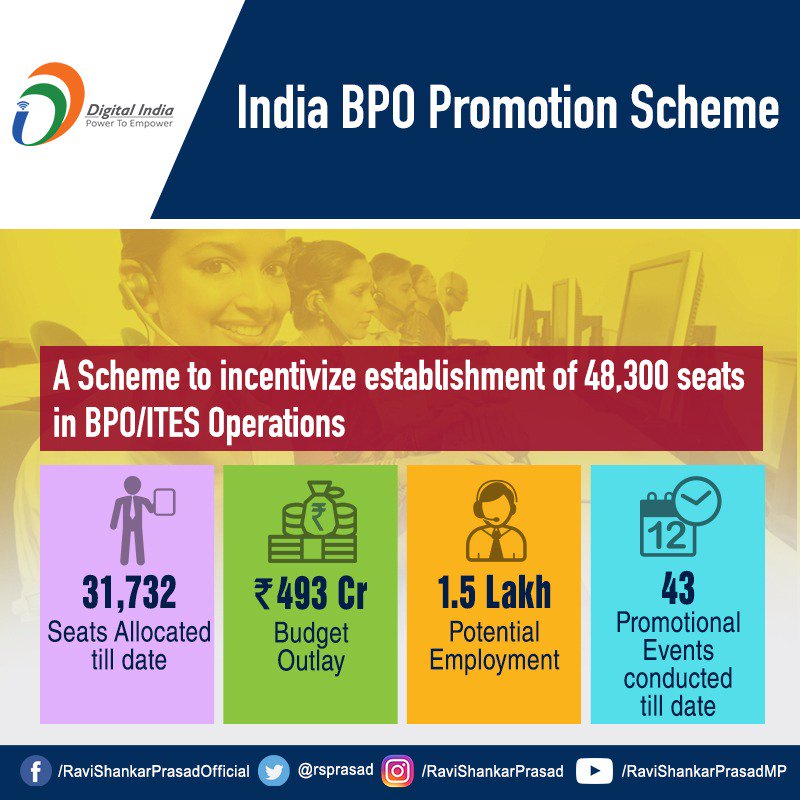 Digital India
Power To Empower
India BPO Promotion Scheme
A Scheme to incentivize establishment of 48,300 seats
in BPO/ITES Operations
31,732
Seats Allocated
till date
₹493 Cr
Budget
Outlay
1.5 Lakh
Potential
Employment
12
43
Promotional
Events
conducted
till date
/RaviShankarPrasadOfficial @rsprasad /RaviShankarPrasad /RaviShankarPrasadMP